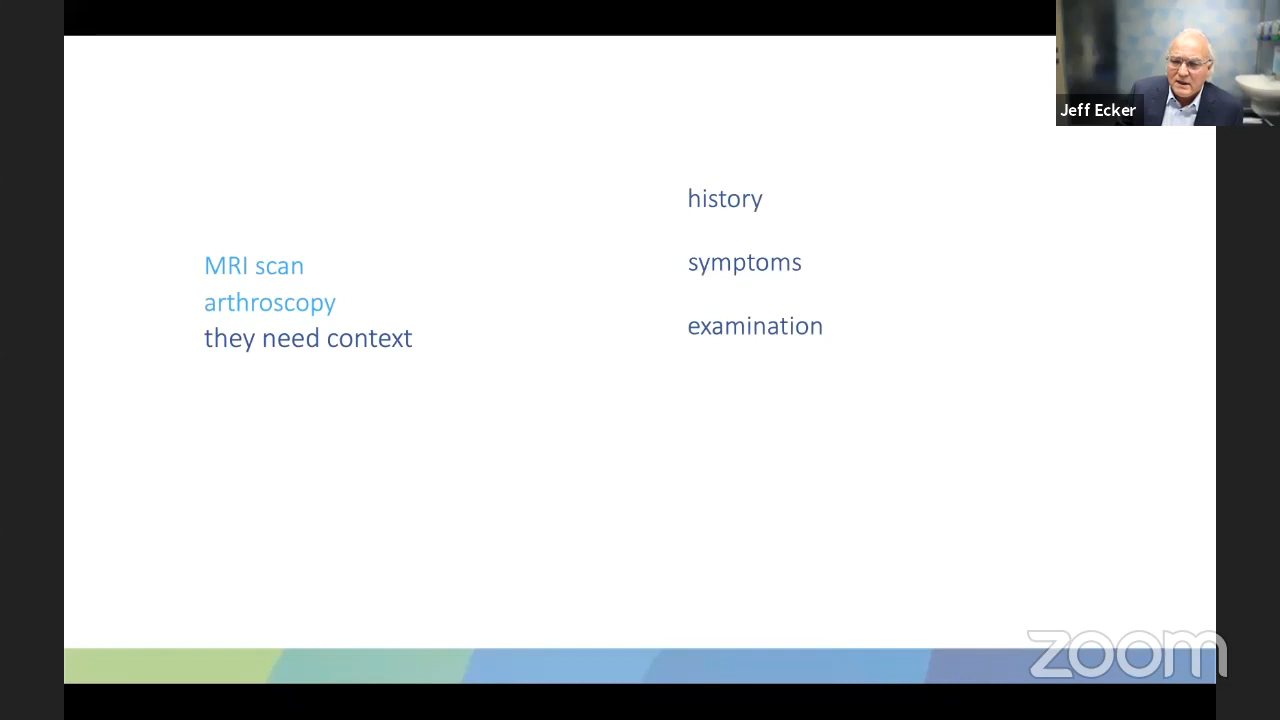 Jeff Ecker
MRI scan
arthroscopy
they need context
history
symptoms
examination
zoom